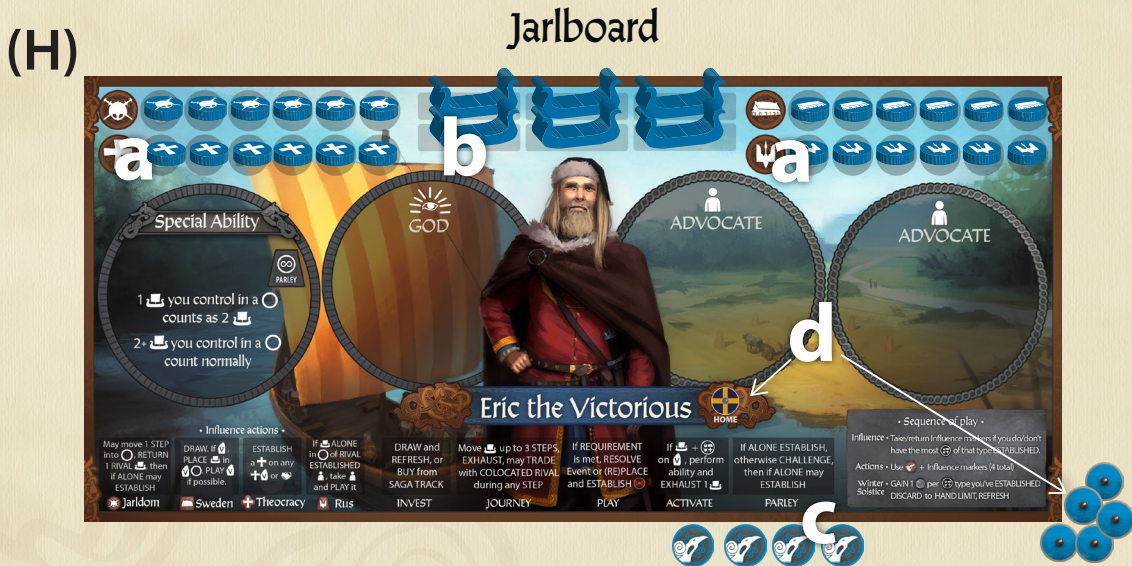 Jarlboard
(H)
a
b
a
Special Ability
PARLEY
1 you control in a
counts as 2
2+ you control in a
count normally
GOD
ADVOCATE
ADVOCATE
d
Eric the Victorious
HOME
• Influence actions •
May move 1 STEP
into , RETURN
1 RIVAL , then
if ALONE may
ESTABLISH
Jarldom
DRAW. If ,
PLACE in
, PLAY
if possible.
Sweden
ESTABLISH
a on any
or
Theocracy
If ALONE
in of RIVAL
ESTABLISHED
, take
and PLAY it
Rus
DRAW and
REFRESH, or
BUY from
SAGA TRACK
INVEST
Move up to 3 STEPS,
EXHAUST, may TRADE
with COLOCATED RIVAL
during any STEP
JOURNEY
If REQUIREMENT
is met, RESOLVE
Event or (RE)PLACE
and ESTABLISH
PLAY
If +
on , perform
ability and
EXHAUST 1
ACTIVATE
If ALONE ESTABLISH,
otherwise CHALLENGE,
then if ALONE may
ESTABLISH
PARLEY
• Sequence of play •
Influence • Take/return Influence markers if you do/don't
have the most of that type ESTABLISHED.
Actions • Use + Influence markers (4 total)
Winter • GAIN 1 per type you've ESTABLISHED
Solstice DISCARD to HAND LIMIT, REFRESH
c